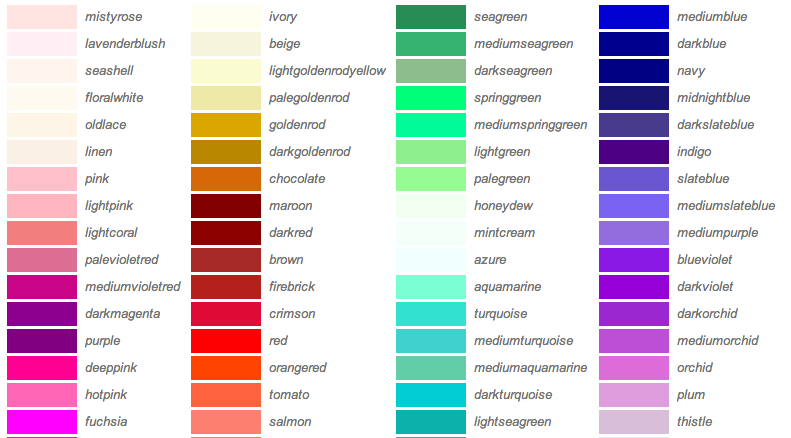 mistyrose ivory seagreen mediumblue
lavenderblush beige mediumseagreen darkblue
seashell lightgoldenrodyellow darkseagreen navy
floralwhite palegoldenrod springgreen midnightblue
oldlace goldenrod mediumspringgreen darkslateblue
linen darkgoldenrod lightgreen indigo
pink chocolate palegreen slateblue
lightpink maroon honeydew mediumslateblue
lightcoral darkred mintcream mediumpurple
palevioletred brown azure blueviolet
mediumvioletred firebrick aquamarine darkviolet
darkmagenta crimson turquoise darkorchid
purple red mediumturquoise mediumorchid
deeppink orangered mediumaquamarine orchid
hotpink tomato darkturquoise plum
fuchsia salmon lightseagreen thistle